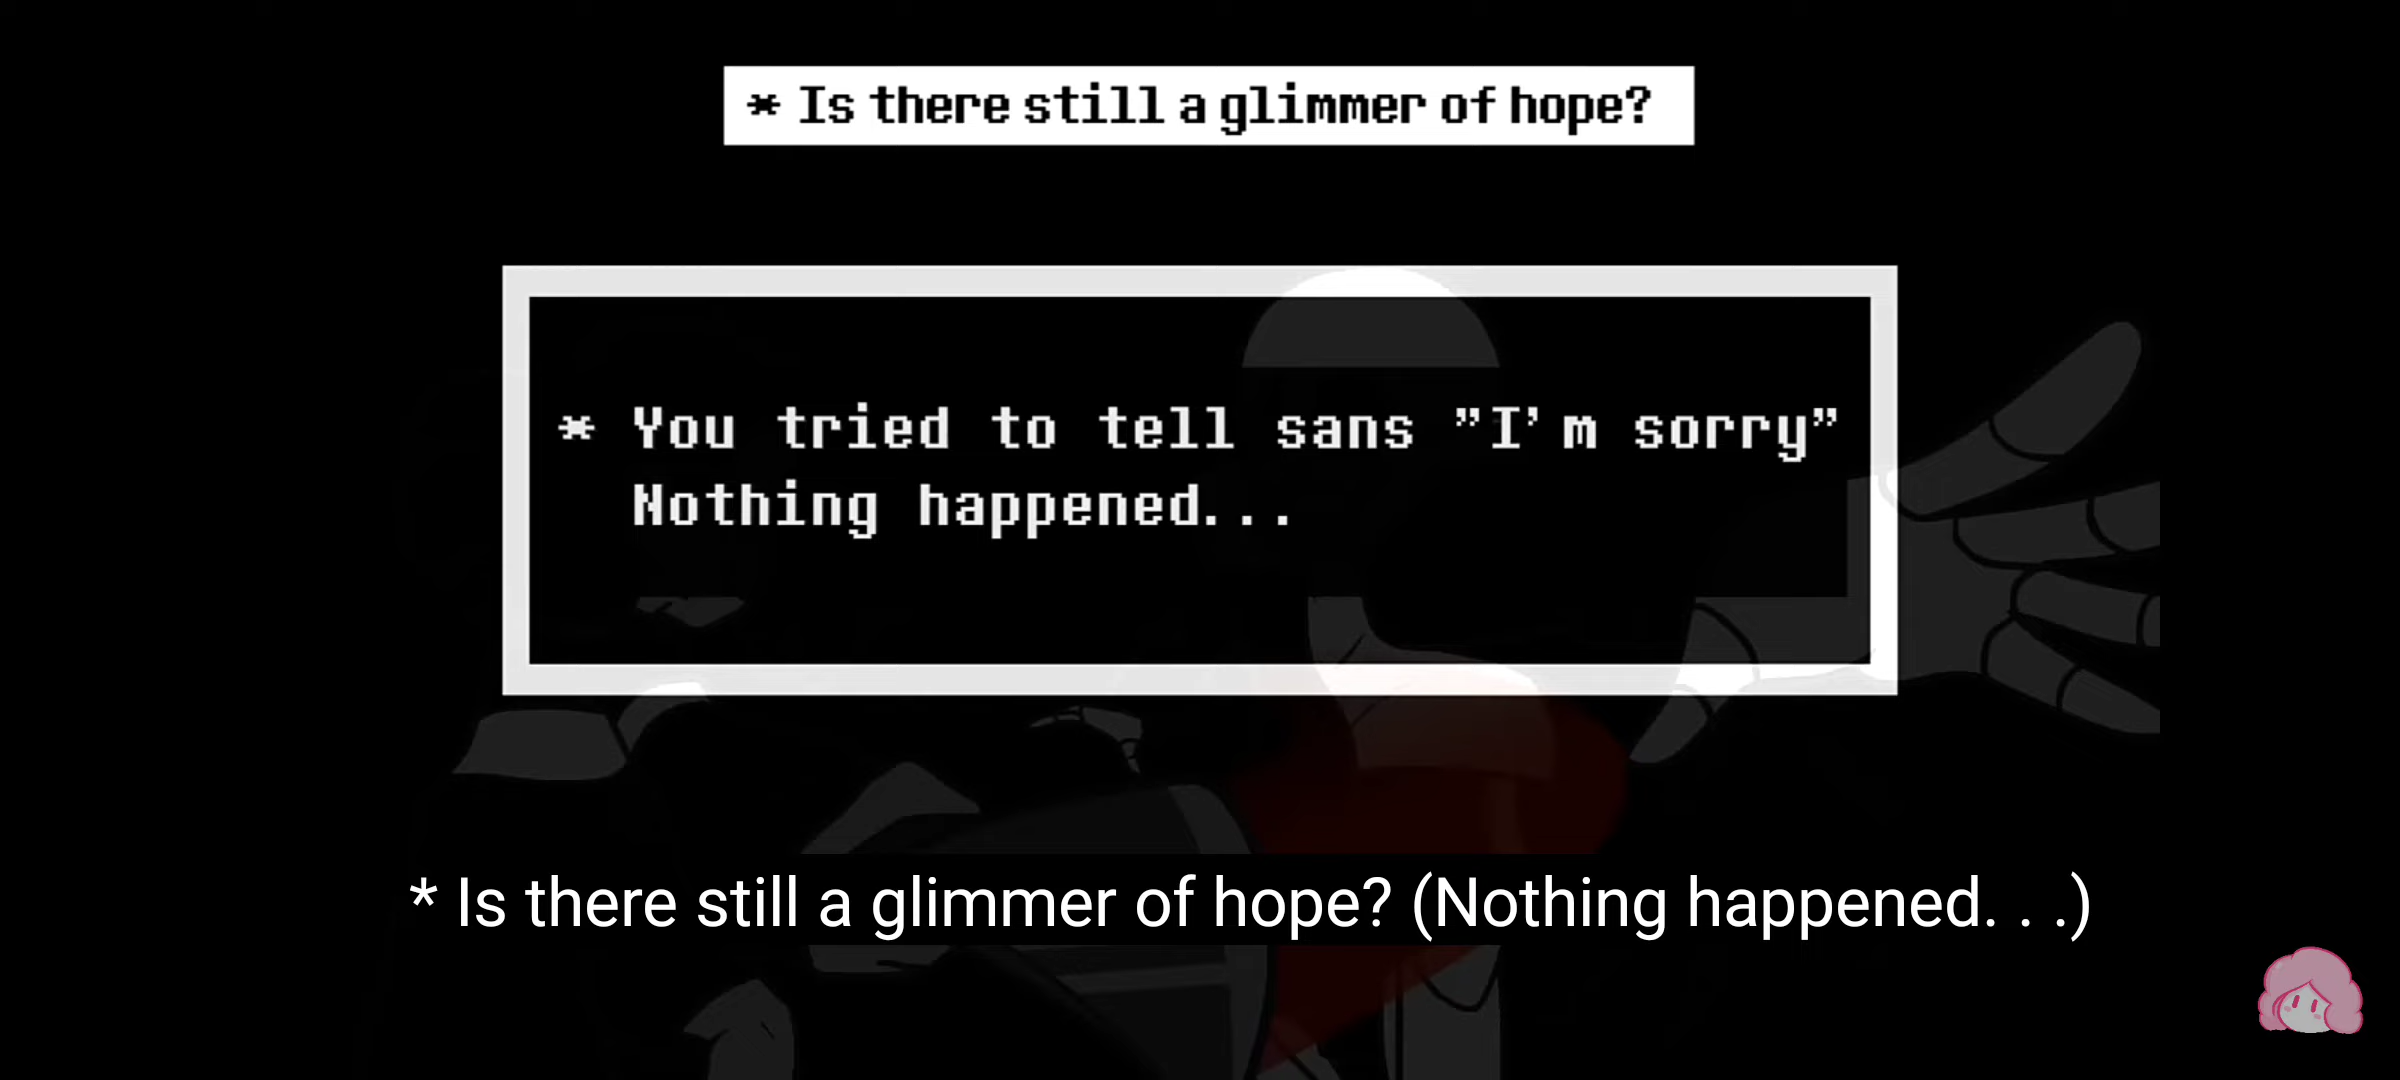 * Is there still a glimmer of hope?
* You tried to tell sans "I'm sorry"
Nothing happened...
* Is there still a glimmer of hope? (Nothing happened. . .)